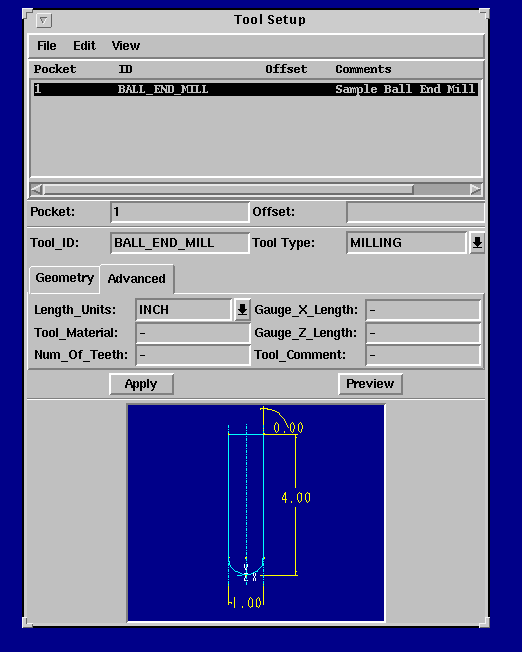 Tool Setup
File Edit View
Pocket ID Offset Comments
1 BALL_END_MILL Sample Ball End Mill
Pocket: 1 Offset:
Tool_ID: BALL_END_MILL Tool Type: MILLING
Geometry Advanced
Length_Units: INCH Gauge_X_Length: -
Tool_Material: - Gauge_Z_Length: -
Num_Of_Teeth: - Tool_Comment: -
Apply Preview
0.00
4.00
1.00